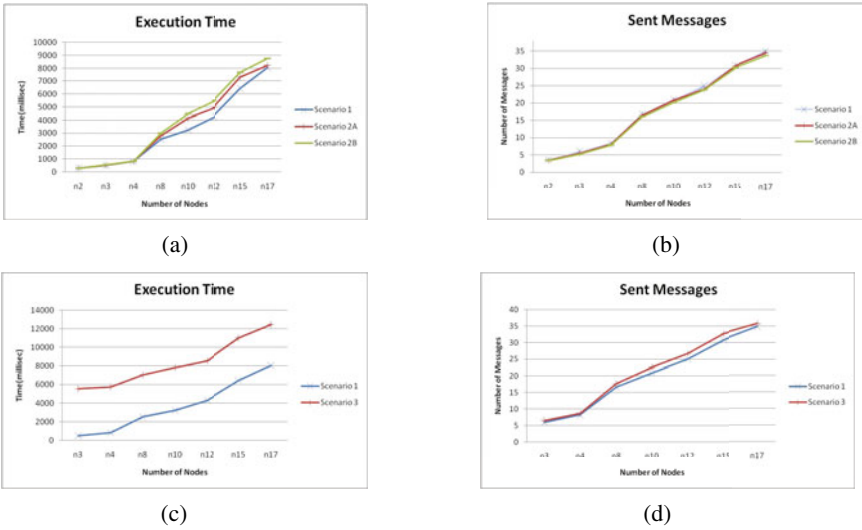 Execution Time
Time(millisec)
10000
9000
8000
7000
6000
5000
4000
3000
2000
1000
0
n2 n3 n4 n8 n10 n12 n15 n17
Number of Nodes
Scenario 1
Scenario 2A
Scenario 2B
(a)
Sent Messages
Number of Messages
35
30
25
20
15
10
5
0
n2 n3 n4 n8 n10 n12 n15 n17
Number of Nodes
Scenario 1
Scenario 2A
Scenario 2B
(b)
Execution Time
Time(millisec)
14000
12000
10000
8000
6000
4000
2000
0
n3 n4 n8 n10 n12 n15 n17
Number of Nodes
Scenario 1
Scenario 3
(c)
Sent Messages
Number of Messages
40
35
30
25
20
15
10
5
0
n3 n4 n8 n10 n12 n15 n17
Number of Nodes
Scenario 1
Scenario 3
(d)